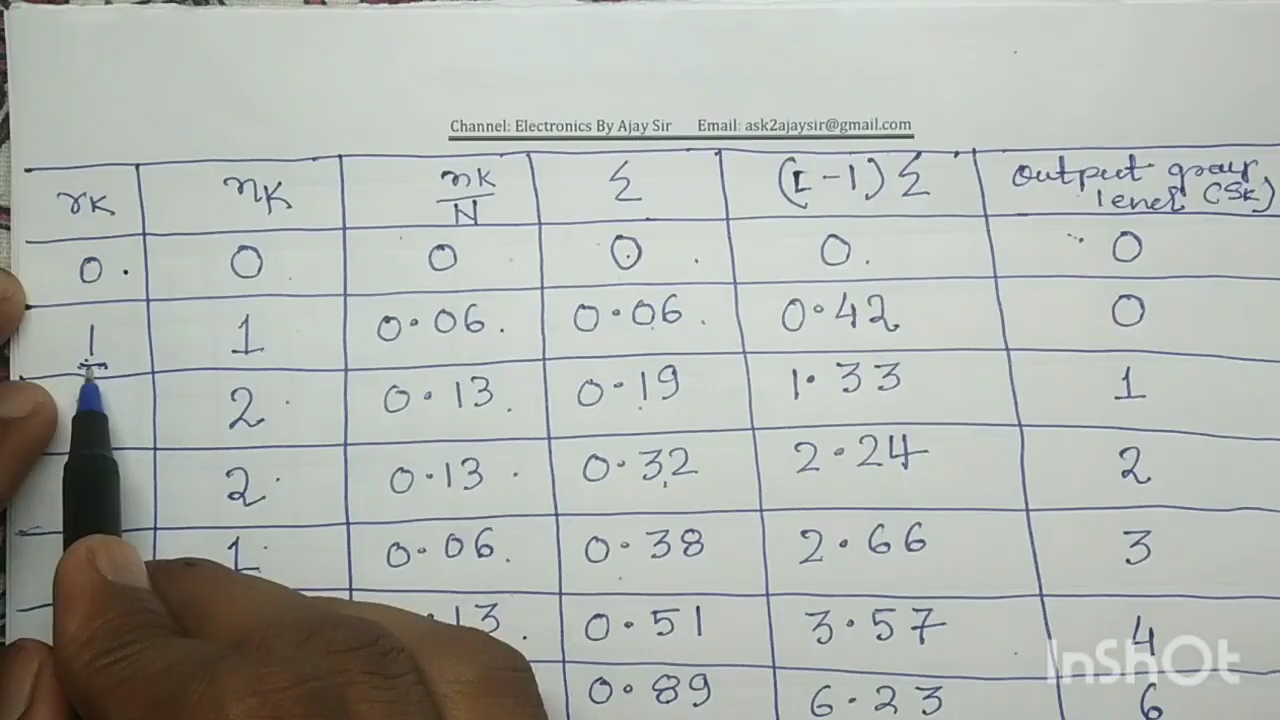 Channel: Electronics By Ajay Sir Email: ask2ajaysir@gmail.com
rK nK nK/N Σ (L-1) Σ Output gray level (SK)
0 0 0 0 0 0
1 1 0.06 0.06 0.42 0
2 0.13 0.19 1.33 1
2 0.13 0.32 2.24 2
1 0.06 0.38 2.66 3
.13 0.51 3.57 4
0.89 6.23 6
InShOt